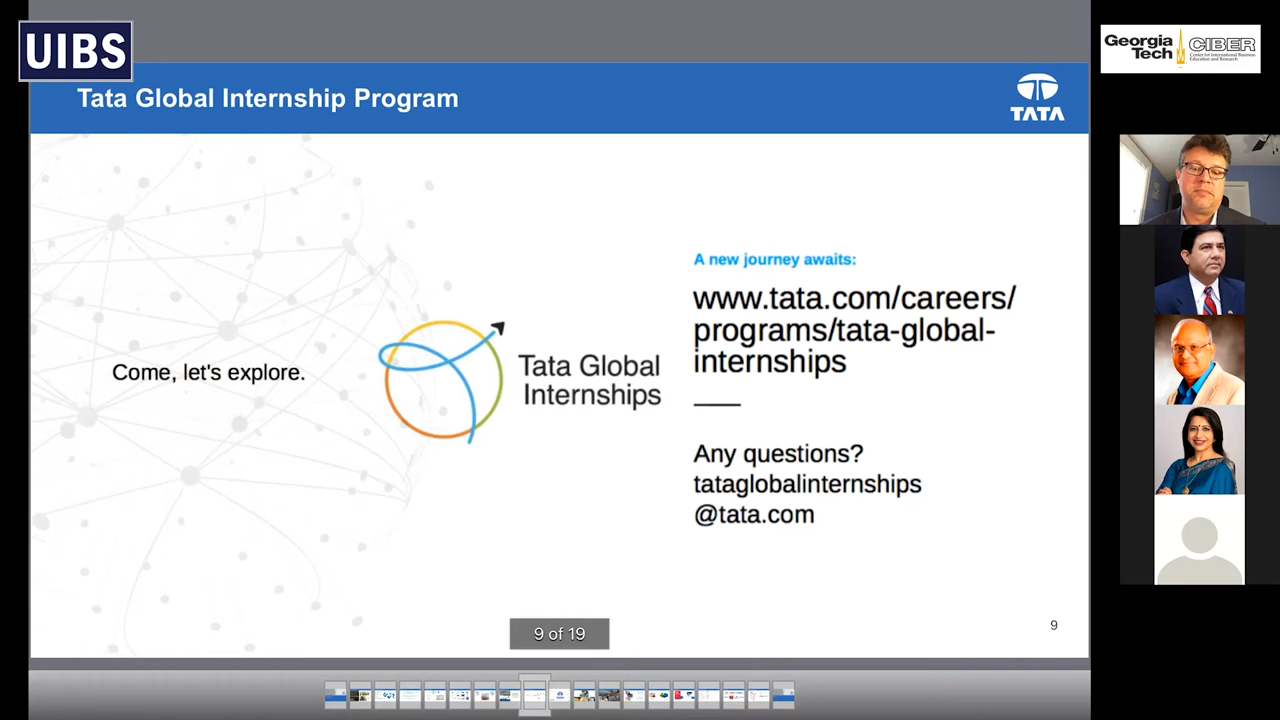 UIBS
Georgia
Tech
CIBER
Center for International Business
Education and Research
Tata Global Internship Program
TATA
A new journey awaits:
www.tata.com/careers/
programs/tata-global-
internships
Come, let's explore.
Tata Global
Internships
Any questions?
tataglobalinternships
@tata.com
9 of 19
9